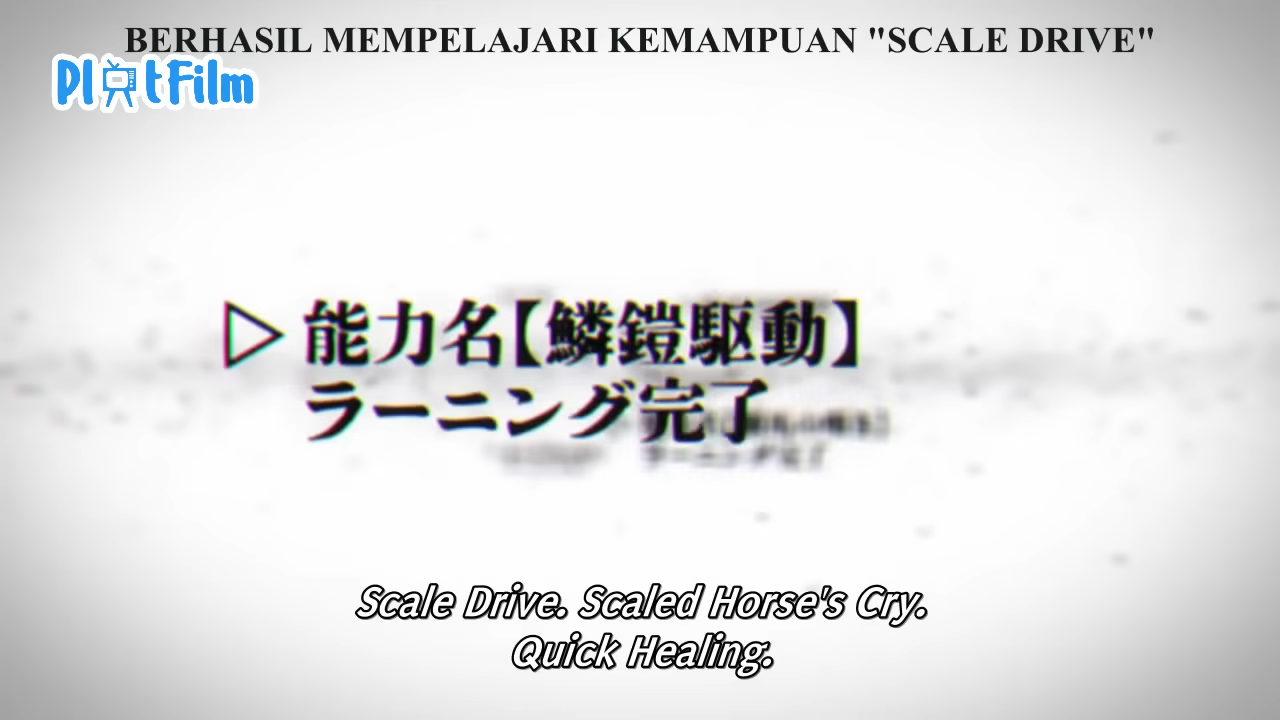 BERHASIL MEMPELAJARI KEMAMPUAN "SCALE DRIVE"
PlotFilm
▷ 能力名【鱗鎧駆動】
ラーニング完了
Scale Drive. Scaled Horse's Cry.
Quick Healing.